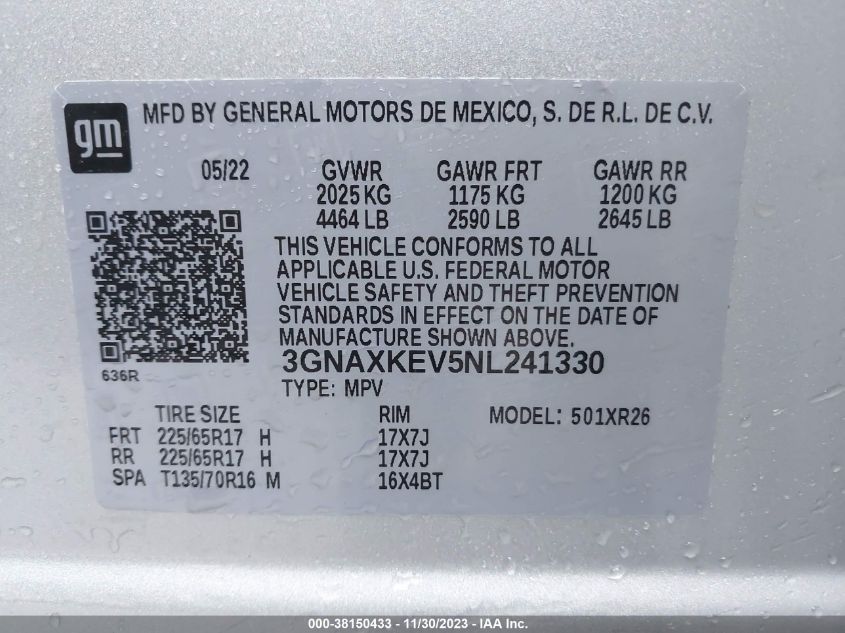 gm
MFD BY GENERAL MOTORS DE MEXICO, S. DE R.L. DE C.V.
05/22 GVWR GAWR FRT GAWR RR
2025 KG 1175 KG 1200 KG
4464 LB 2590 LB 2645 LB
THIS VEHICLE CONFORMS TO ALL
APPLICABLE U.S. FEDERAL MOTOR
VEHICLE SAFETY AND THEFT PREVENTION
STANDARDS IN EFFECT ON THE DATE OF
MANUFACTURE SHOWN ABOVE.
3GNAXKEV5NL241330
636R
TYPE: MPV
TIRE SIZE RIM MODEL: 501XR26
FRT 225/65R17 H 17X7J
RR 225/65R17 H 17X7J
SPA T135/70R16 M 16X4BT
000-38150433 - 11/30/2023 - IAA Inc.